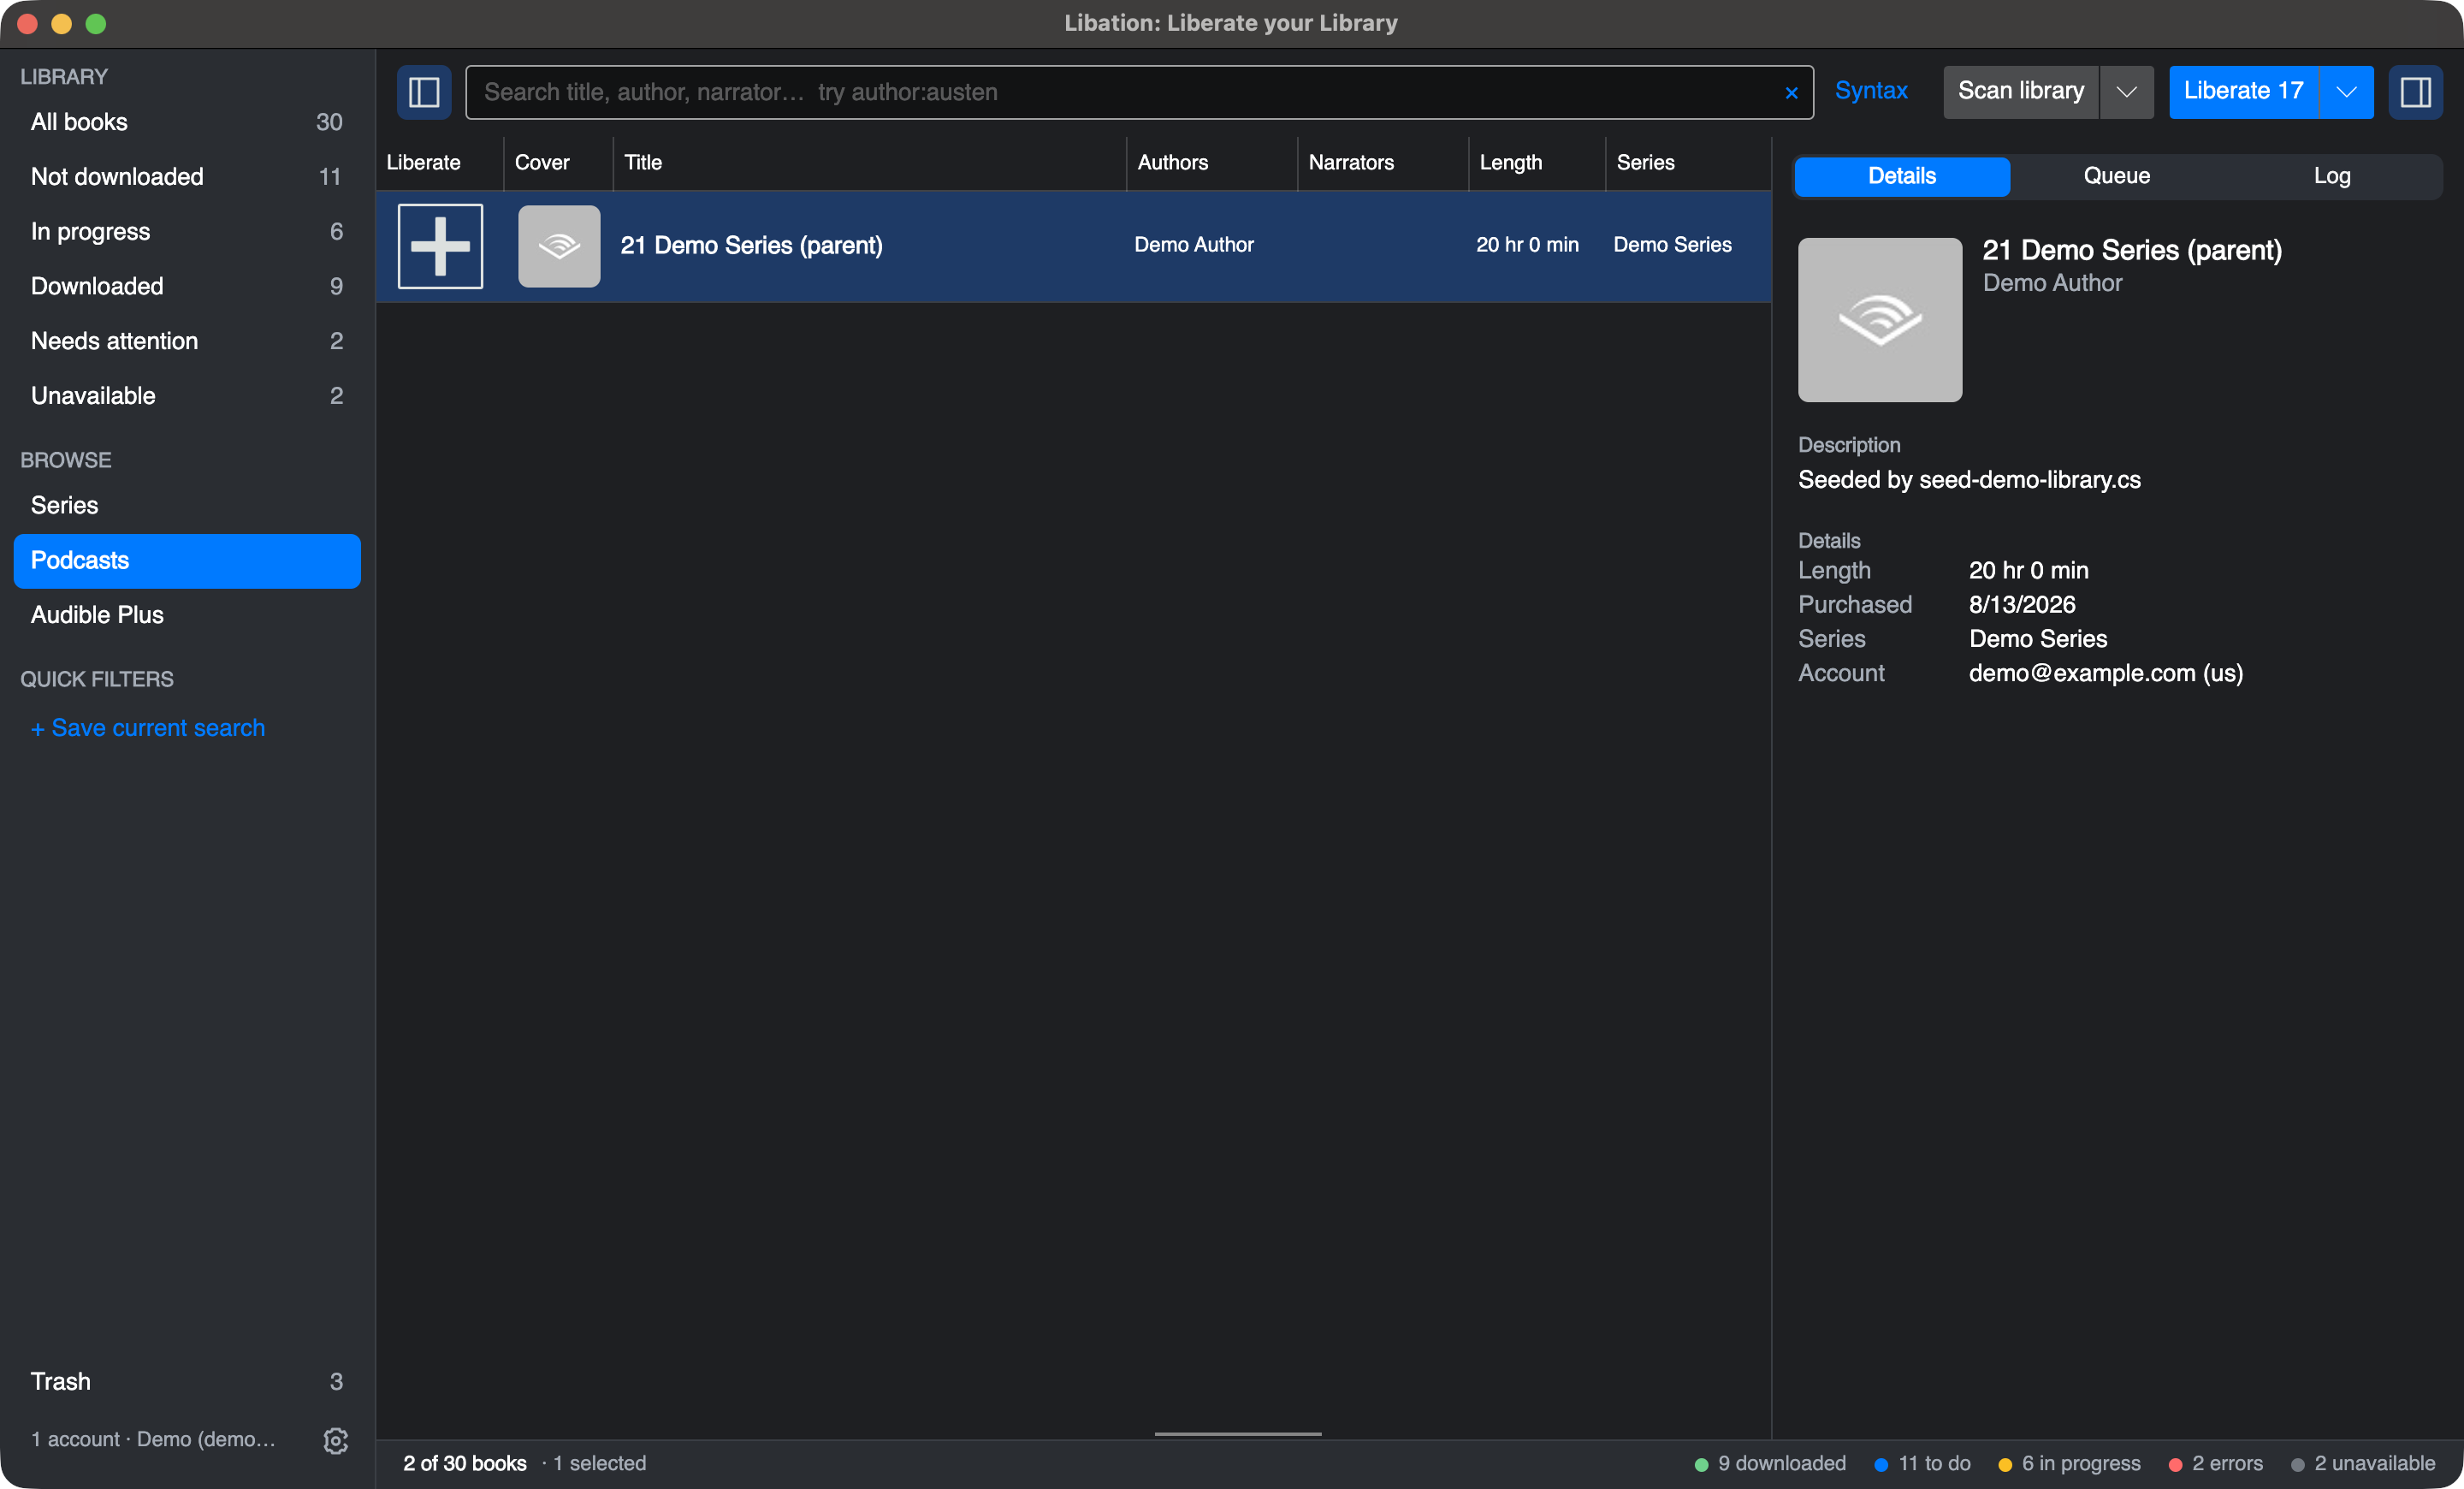 Libation: Liberate your Library
LIBRARY
All books 30
Not downloaded 11
In progress 6
Downloaded 9
Needs attention 2
Unavailable 2
BROWSE
Series
Podcasts
Audible Plus
QUICK FILTERS
+ Save current search
Trash 3
1 account · Demo (demo…
Search title, author, narrator… try author:austen
Syntax
Scan library
Liberate 17
Liberate Cover Title Authors Narrators Length Series
21 Demo Series (parent) Demo Author 20 hr 0 min Demo Series
Details Queue Log
21 Demo Series (parent)
Demo Author
Description
Seeded by seed-demo-library.cs
Details
Length 20 hr 0 min
Purchased 8/13/2026
Series Demo Series
Account demo@example.com (us)
2 of 30 books · 1 selected
9 downloaded 11 to do 6 in progress 2 errors 2 unavailable